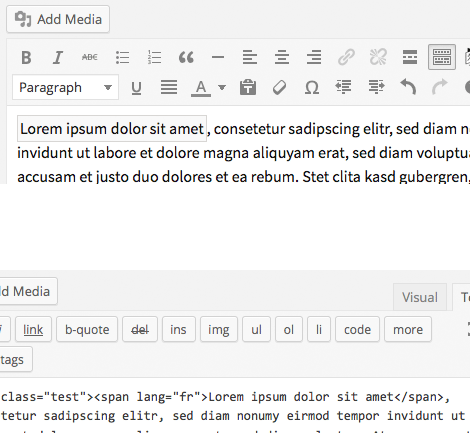 Add Media
B I ABC
Paragraph U A T Ω
Lorem ipsum dolor sit amet, consetetur sadipscing elitr, sed diam n
invidunt ut labore et dolore magna aliquyam erat, sed diam voluptu
accusam et justo duo dolores et ea rebum. Stet clita kasd gubergren,
dd Media
Visual
i link b-quote del ins img ul ol li code more
tags
class="test"><span lang="fr">Lorem ipsum dolor sit amet</span>,
tetur sadipscing elitr, sed diam nonumy eirmod tempor invidunt ut